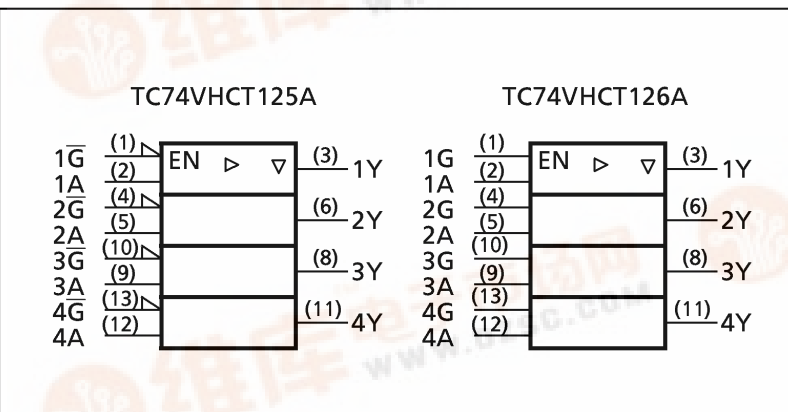 TC74VHCT125A
1G̅ (1) EN ▷ ▽ (3) 1Y
1A (2)
2G̅ (4) (6) 2Y
2A (5)
3G̅ (10) (8) 3Y
3A (9)
4G̅ (13) (11) 4Y
4A (12)
TC74VHCT126A
1G (1) EN ▷ ▽ (3) 1Y
1A (2)
2G (4) (6) 2Y
2A (5)
3G (10) (8) 3Y
3A (9)
4G (13) (11) 4Y
4A (12)